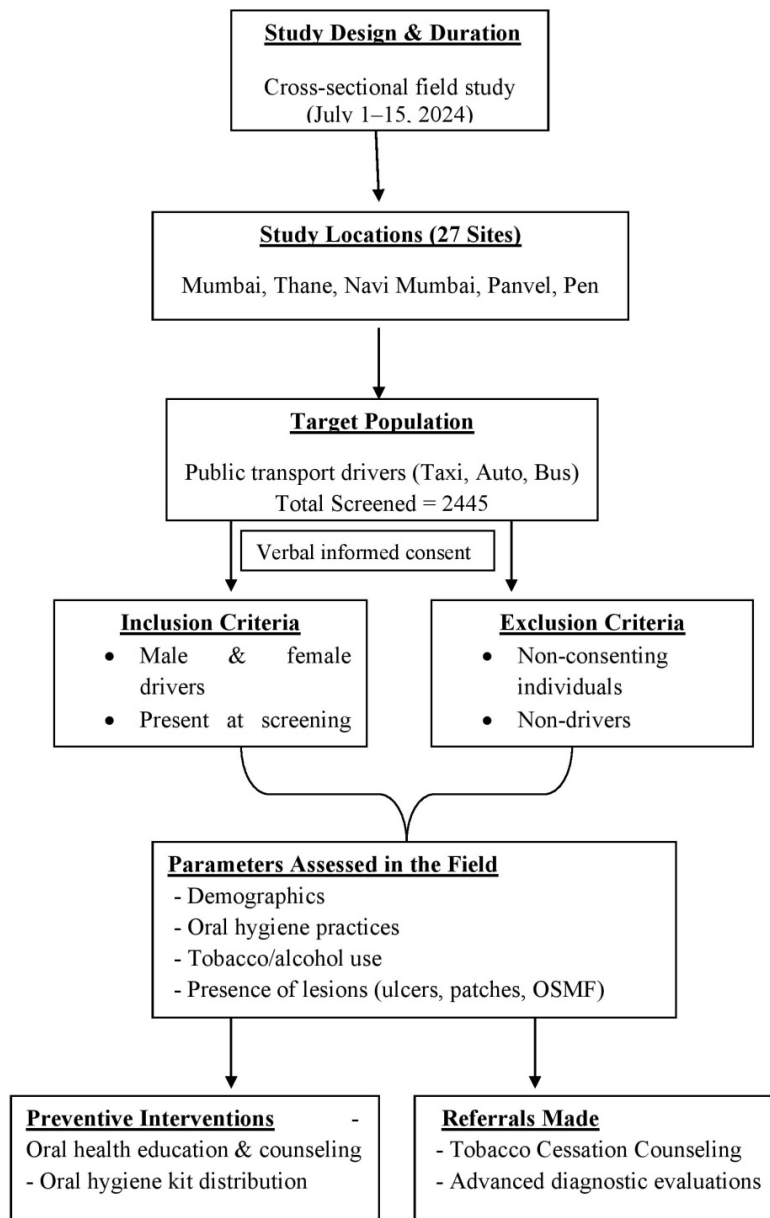 Study Design & Duration
Cross-sectional field study
(July 1–15, 2024)
Study Locations (27 Sites)
Mumbai, Thane, Navi Mumbai, Panvel, Pen
Target Population
Public transport drivers (Taxi, Auto, Bus)
Total Screened = 2445
Verbal informed consent
Inclusion Criteria
• Male & female
drivers
• Present at screening
Exclusion Criteria
• Non-consenting
individuals
• Non-drivers
Parameters Assessed in the Field
- Demographics
- Oral hygiene practices
- Tobacco/alcohol use
- Presence of lesions (ulcers, patches, OSMF)
Preventive Interventions -
Oral health education & counseling
- Oral hygiene kit distribution
Referrals Made
- Tobacco Cessation Counseling
- Advanced diagnostic evaluations